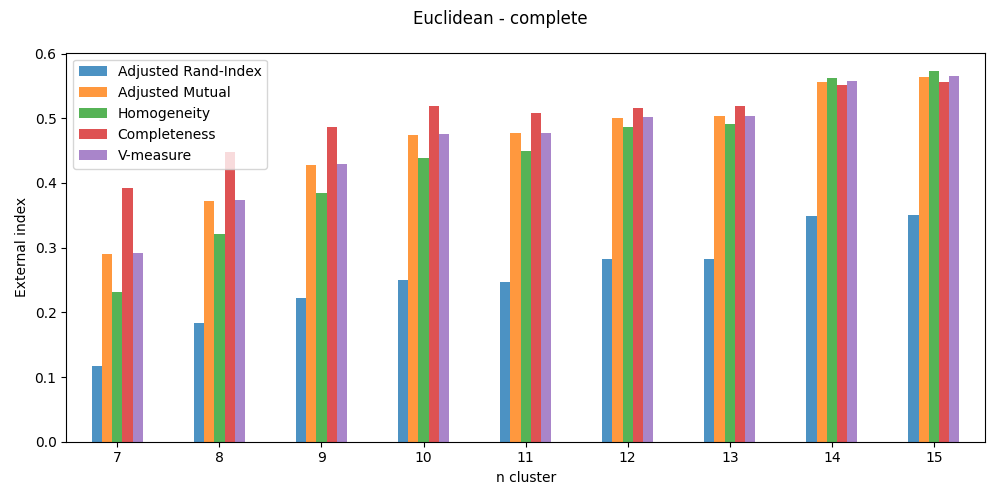 Euclidean - complete
0.6
0.5
0.4
0.3
0.2
0.1
0.0
External index
Adjusted Rand-Index
Adjusted Mutual
Homogeneity
Completeness
V-measure
7 8 9 10 11 12 13 14 15
n cluster